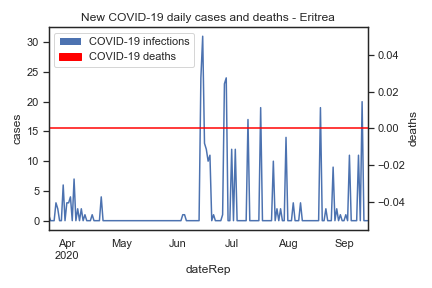 New COVID-19 daily cases and deaths - Eritrea
COVID-19 infections
COVID-19 deaths
30
25
20
15
10
5
0
cases
0.04
0.02
0.00
−0.02
−0.04
deaths
Apr
2020
May
Jun
Jul
Aug
Sep
dateRep